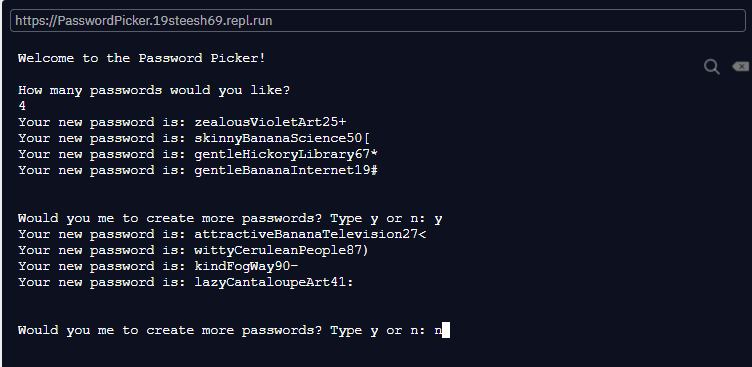 https://PasswordPicker.19steesh69.repl.run
Welcome to the Password Picker!
How many passwords would you like?
4
Your new password is: zealousVioletArt25+
Your new password is: skinnyBananaScience50[
Your new password is: gentleHickoryLibrary67*
Your new password is: gentleBananaInternet19#
Would you me to create more passwords? Type y or n: y
Your new password is: attractiveBananaTelevision27<
Your new password is: wittyCeruleanPeople87)
Your new password is: kindFogWay90-
Your new password is: lazyCantaloupeArt41:
Would you me to create more passwords? Type y or n: n